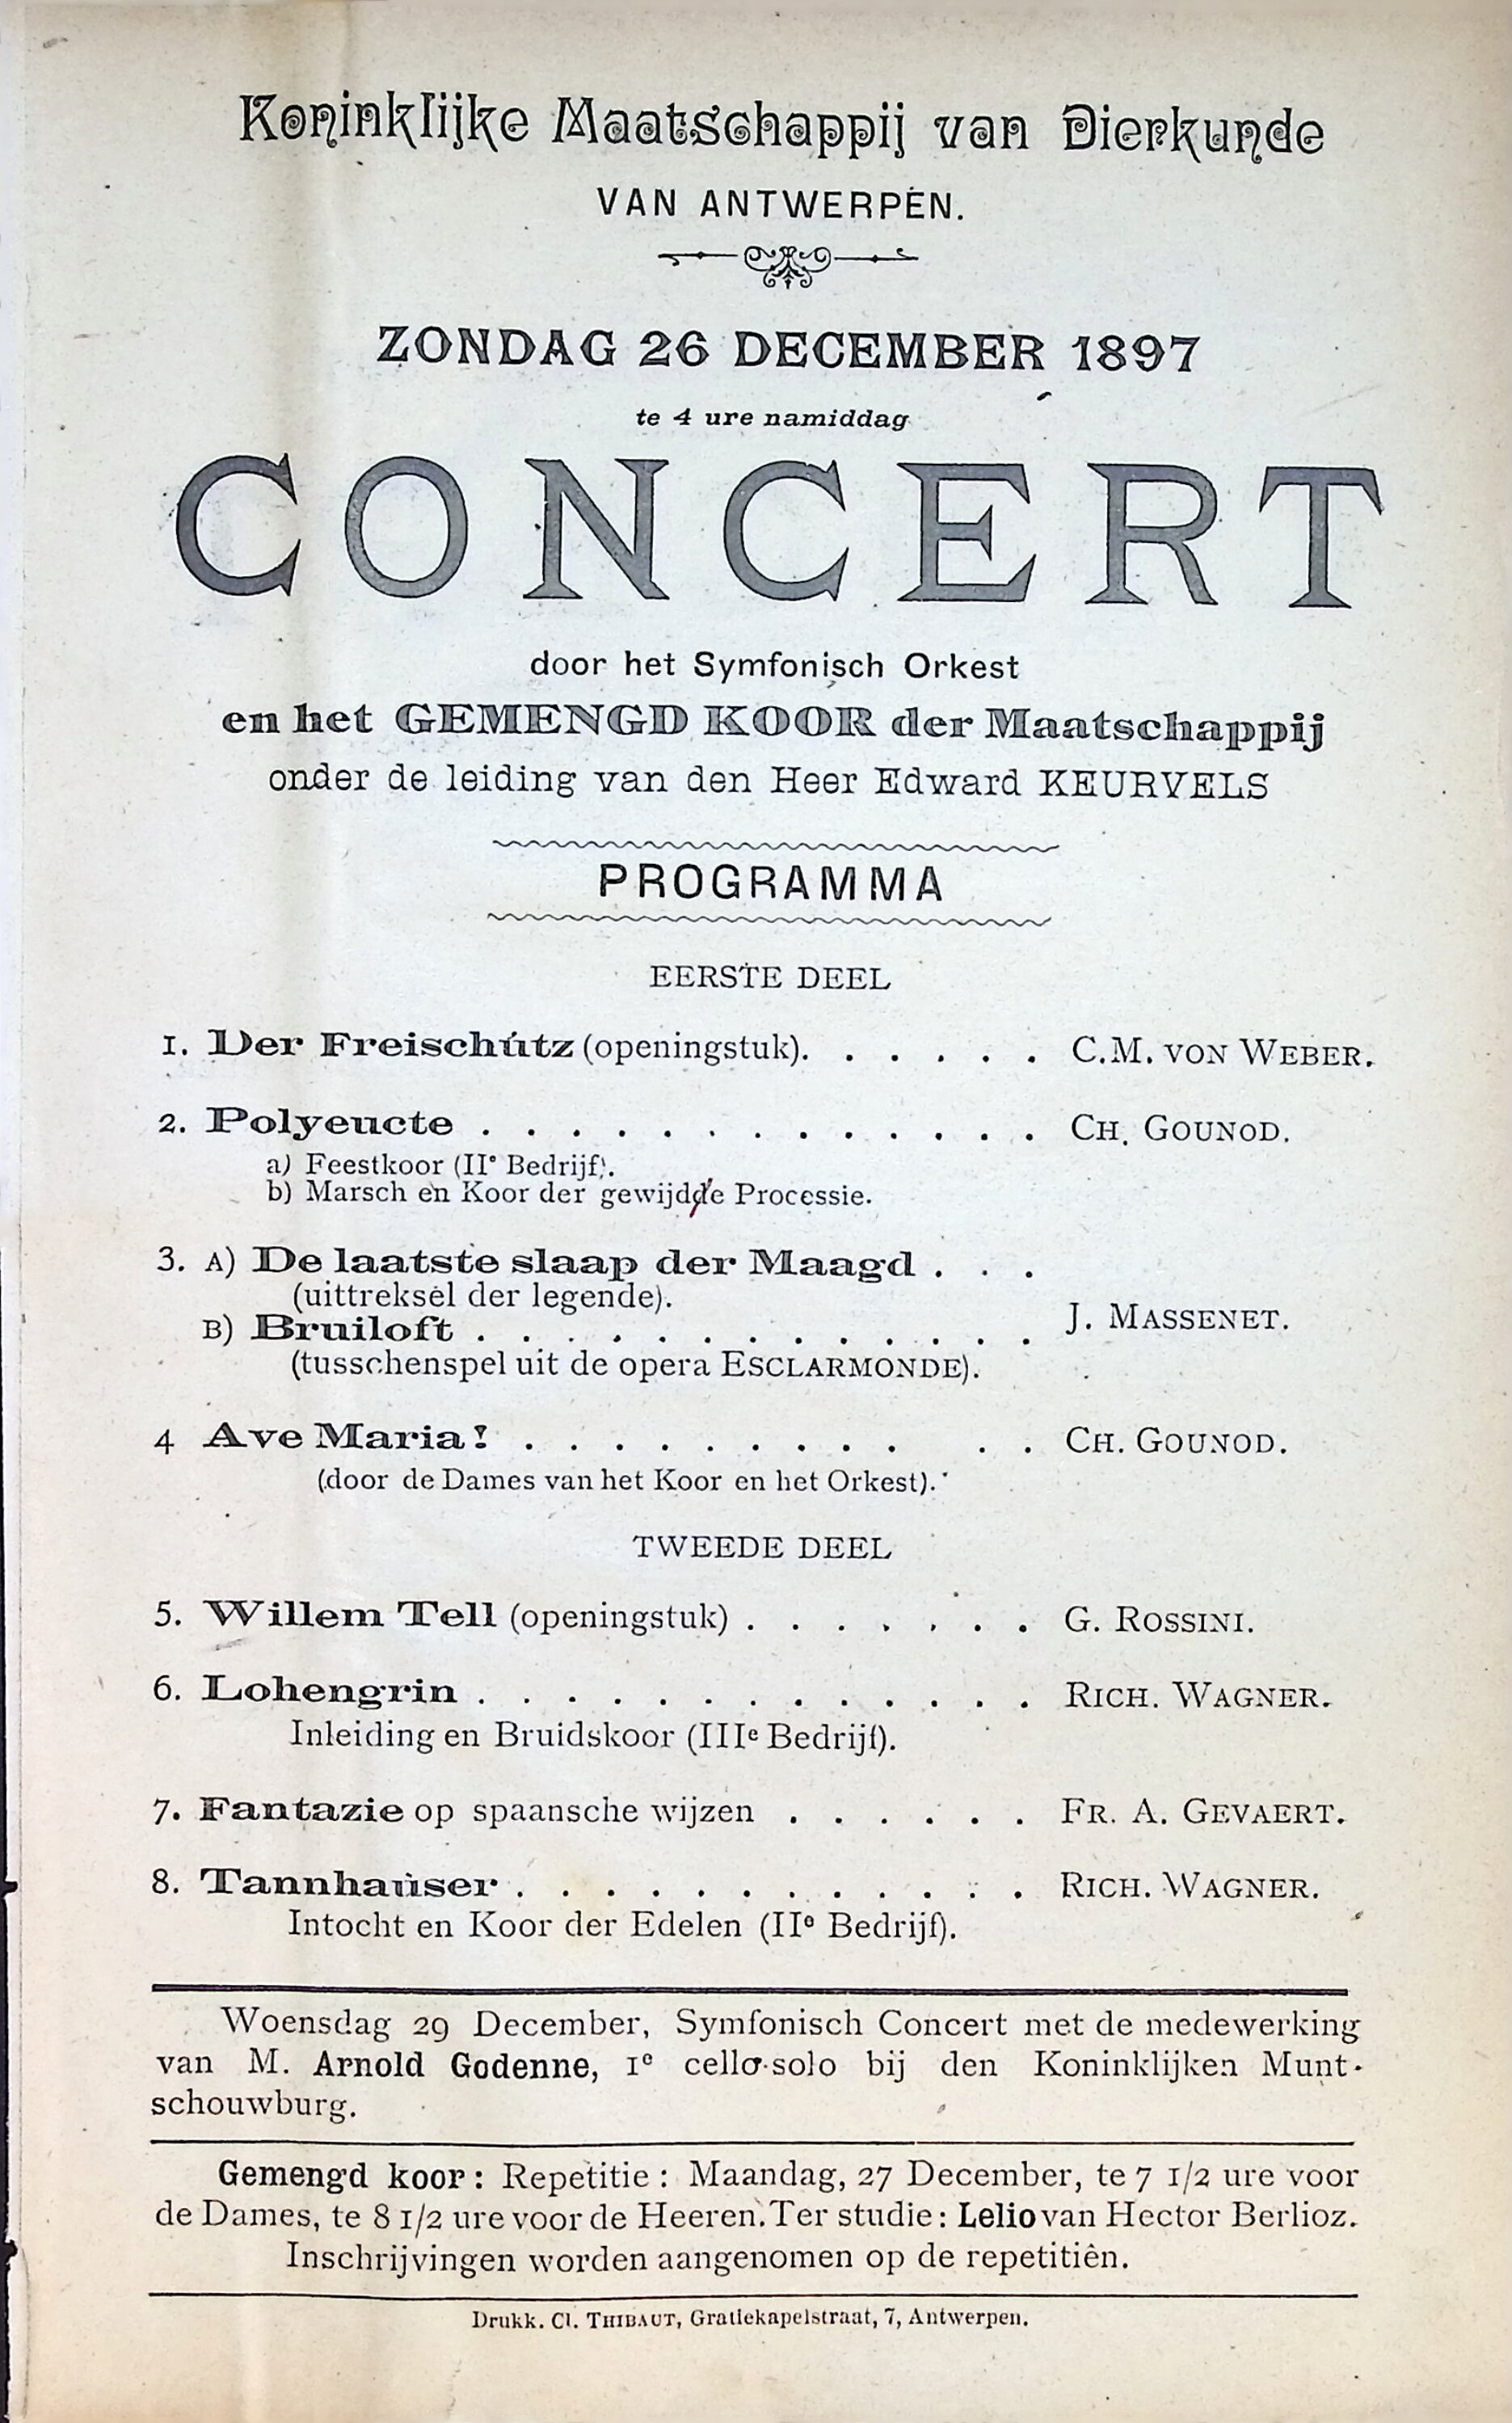 Koninklijke Maatschappij van Dierkunde
VAN ANTWERPEN.
ZONDAG 26 DECEMBER 1897
te 4 ure namiddag
CONCERT
door het Symfonisch Orkest
en het GEMENGD KOOR der Maatschappij
onder de leiding van den Heer Edward KEURVELS
PROGRAMMA
EERSTE DEEL
1. Der Freischütz (openingstuk). . . . . . C.M. VON WEBER.
2. Polyeucte . . . . . . . . . . . . . CH. GOUNOD.
a) Feestkoor (IIe Bedrijf).
b) Marsch en Koor der gewijdde Processie.
3. A) De laatste slaap der Maagd . . .
(uittreksel der legende).
J. MASSENET.
B) Bruiloft . . . . . . . . . . . . .
(tusschenspel uit de opera ESCLARMONDE).
4 Ave Maria! . . . . . . . . . . . CH. GOUNOD.
(door de Dames van het Koor en het Orkest).
TWEEDE DEEL
5. Willem Tell (openingstuk) . . . . . . . G. ROSSINI.
6. Lohengrin . . . . . . . . . . . . . RICH. WAGNER.
Inleiding en Bruidskoor (IIIe Bedrijf).
7. Fantazie op spaansche wijzen . . . . . . FR. A. GEVAERT.
8. Tannhaüser . . . . . . . . . . . . RICH. WAGNER.
Intocht en Koor der Edelen (IIe Bedrijf).
Woensdag 29 December, Symfonisch Concert met de medewerking
van M. Arnold Godenne, 1e cello-solo bij den Koninklijken Munt-
schouwburg.
Gemengd koor : Repetitie : Maandag, 27 December, te 7 1/2 ure voor
de Dames, te 8 1/2 ure voor de Heeren. Ter studie : Lelio van Hector Berlioz.
Inschrijvingen worden aangenomen op de repetitiên.
Drukk. Cl. THIBAUT, Gratiekapelstraat, 7, Antwerpen.